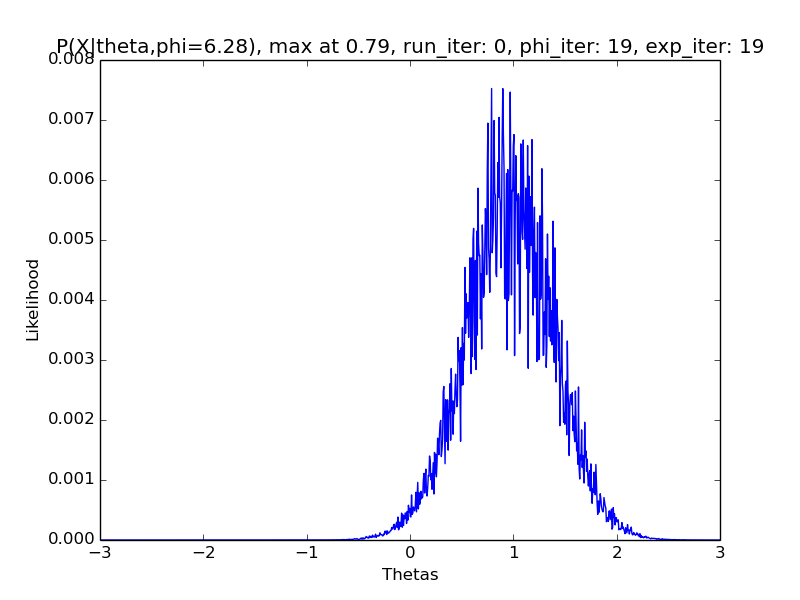 P(X|theta,phi=6.28), max at 0.79, run_iter: 0, phi_iter: 19, exp_iter: 19
0.008
0.007
0.006
0.005
0.004
0.003
0.002
0.001
0.000
Likelihood
−3 −2 −1 0 1 2 3
Thetas